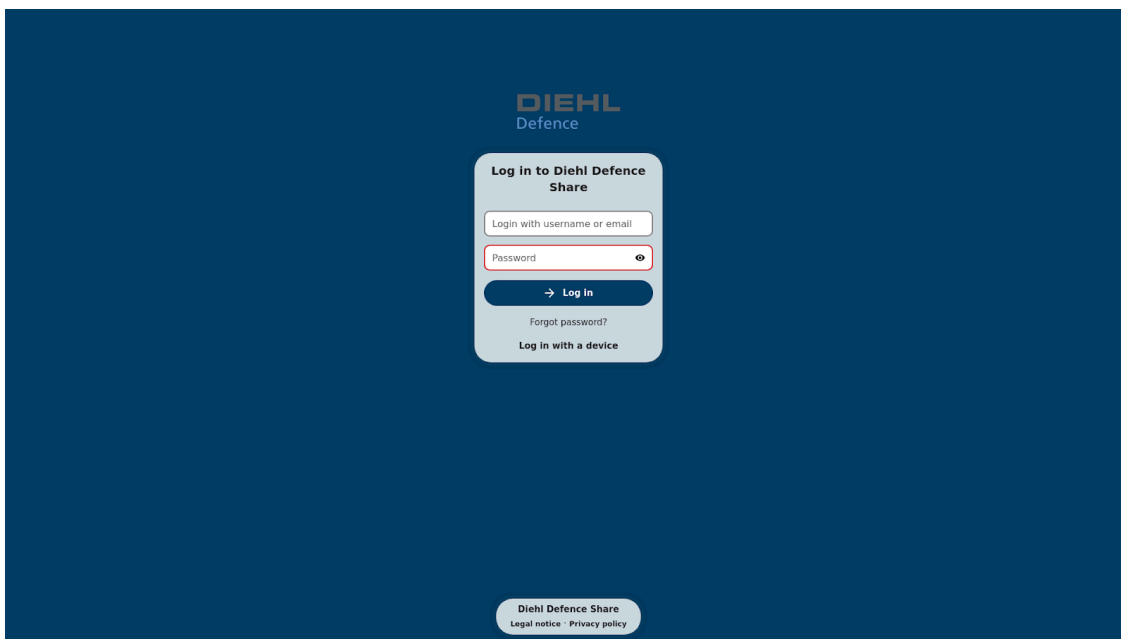 DIEHL
Defence
Log in to Diehl Defence
Share
Login with username or email
Password
Log in
Forgot password?
Log in with a device
Diehl Defence Share
Legal notice · Privacy policy